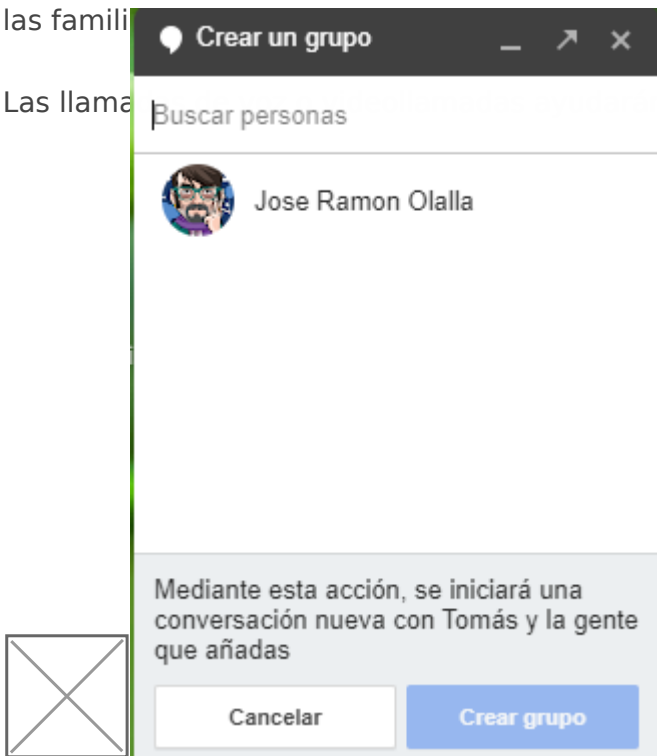 las famili
Crear un grupo
Las llama
Buscar personas
Jose Ramon Olalla
Mediante esta acción, se iniciará una
conversación nueva con Tomás y la gente
que añadas
Cancelar
Crear grupo